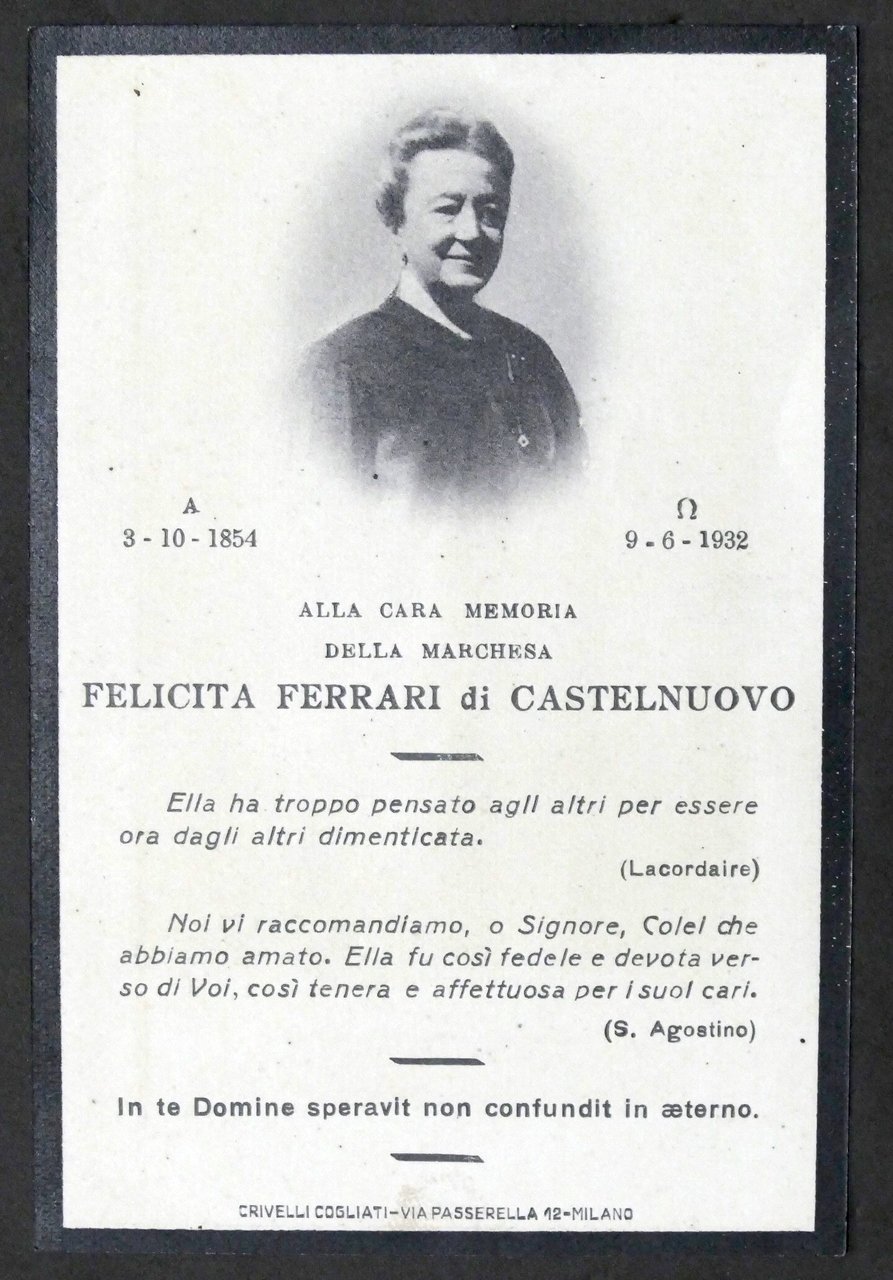 A Ω
3 - 10 - 1854 9 - 6 - 1932
ALLA CARA MEMORIA
DELLA MARCHESA
FELICITA FERRARI di CASTELNUOVO
Ella ha troppo pensato agli altri per essere
ora dagli altri dimenticata.
(Lacordaire)
Noi vi raccomandiamo, o Signore, Colei che
abbiamo amato. Ella fu così fedele e devota ver-
so di Voi, così tenera e affettuosa per i suoi cari.
(S. Agostino)
In te Domine speravit non confundit in æterno.
CRIVELLI COGLIATI-VIA PASSERELLA 12-MILANO